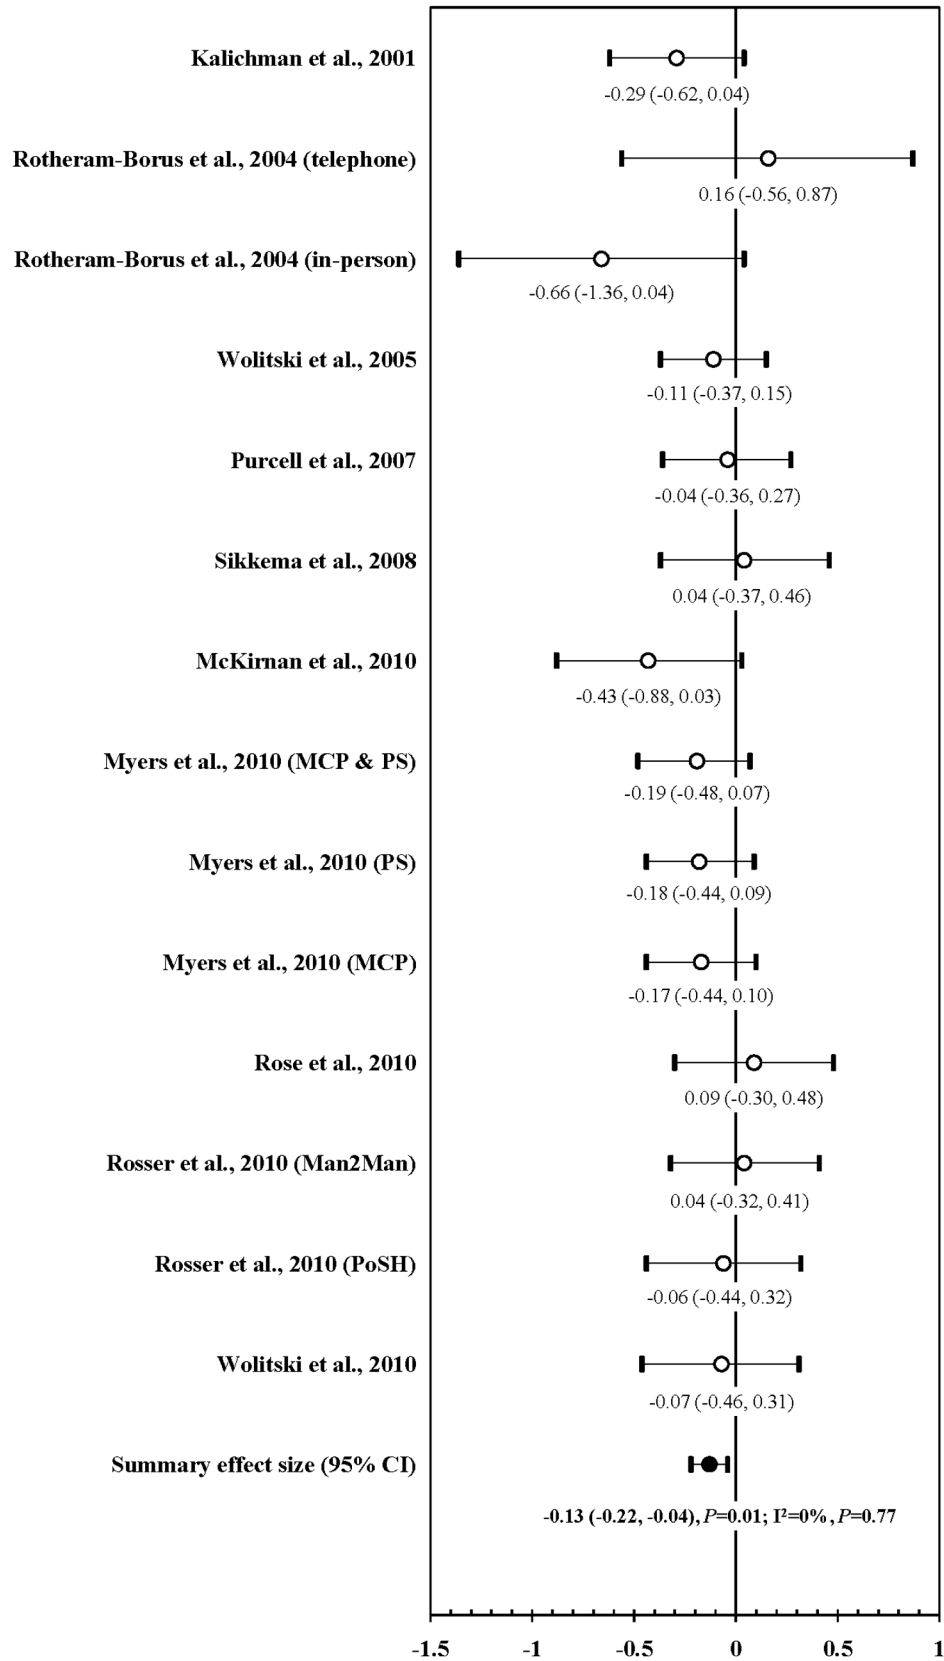 Kalichman et al., 2001
-0.29 (-0.62, 0.04)
Rotheram-Borus et al., 2004 (telephone)
0.16 (-0.56, 0.87)
Rotheram-Borus et al., 2004 (in-person)
-0.66 (-1.36, 0.04)
Wolitski et al., 2005
-0.11 (-0.37, 0.15)
Purcell et al., 2007
-0.04 (-0.36, 0.27)
Sikkema et al., 2008
0.04 (-0.37, 0.46)
McKirnan et al., 2010
-0.43 (-0.88, 0.03)
Myers et al., 2010 (MCP & PS)
-0.19 (-0.48, 0.07)
Myers et al., 2010 (PS)
-0.18 (-0.44, 0.09)
Myers et al., 2010 (MCP)
-0.17 (-0.44, 0.10)
Rose et al., 2010
0.09 (-0.30, 0.48)
Rosser et al., 2010 (Man2Man)
0.04 (-0.32, 0.41)
Rosser et al., 2010 (PoSH)
-0.06 (-0.44, 0.32)
Wolitski et al., 2010
-0.07 (-0.46, 0.31)
Summary effect size (95% CI)
-0.13 (-0.22, -0.04), P=0.01; I²=0%, P=0.77
-1.5 -1 -0.5 0 0.5 1